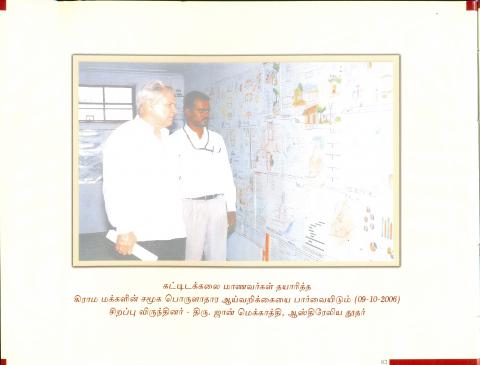 கட்டிடக்கலை மாணவர்கள் தயாரித்த
கிராம மக்களின் சமூக பொருளாதார ஆய்வறிக்கையை பார்வையிடும் (09-10-2006)
சிறப்பு விருந்தினர் - திரு. ஜான் மெக்காத்தி, ஆஸ்திரேலிய தூதர்
82